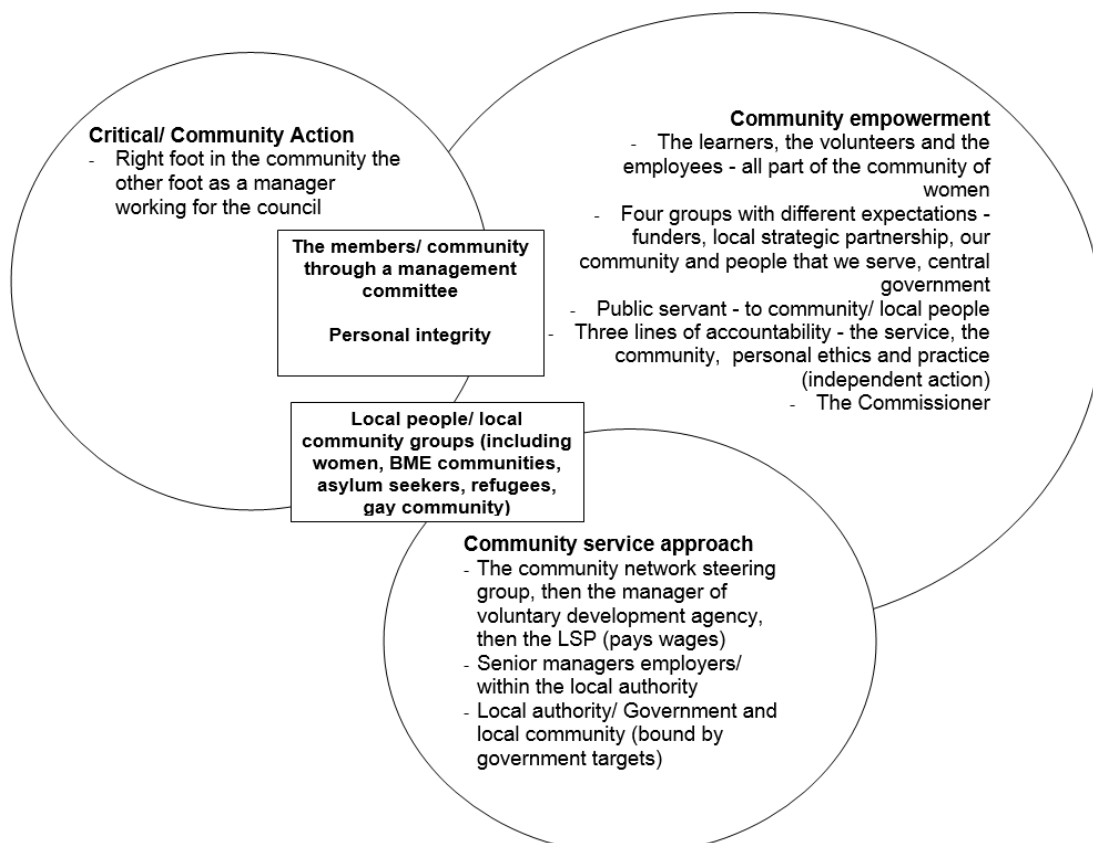 Critical/ Community Action
- Right foot in the community the
other foot as a manager
working for the council
Community empowerment
- The learners, the volunteers and the
employees - all part of the community of
women
- Four groups with different expectations -
funders, local strategic partnership, our
community and people that we serve, central
government
- Public servant - to community/ local people
- Three lines of accountability - the service, the
community, personal ethics and practice
(independent action)
- The Commissioner
The members/ community
through a management
committee
Personal integrity
Local people/ local
community groups (including
women, BME communities,
asylum seekers, refugees,
gay community)
Community service approach
- The community network steering
group, then the manager of
voluntary development agency,
then the LSP (pays wages)
- Senior managers employers/
within the local authority
- Local authority/ Government and
local community (bound by
government targets)